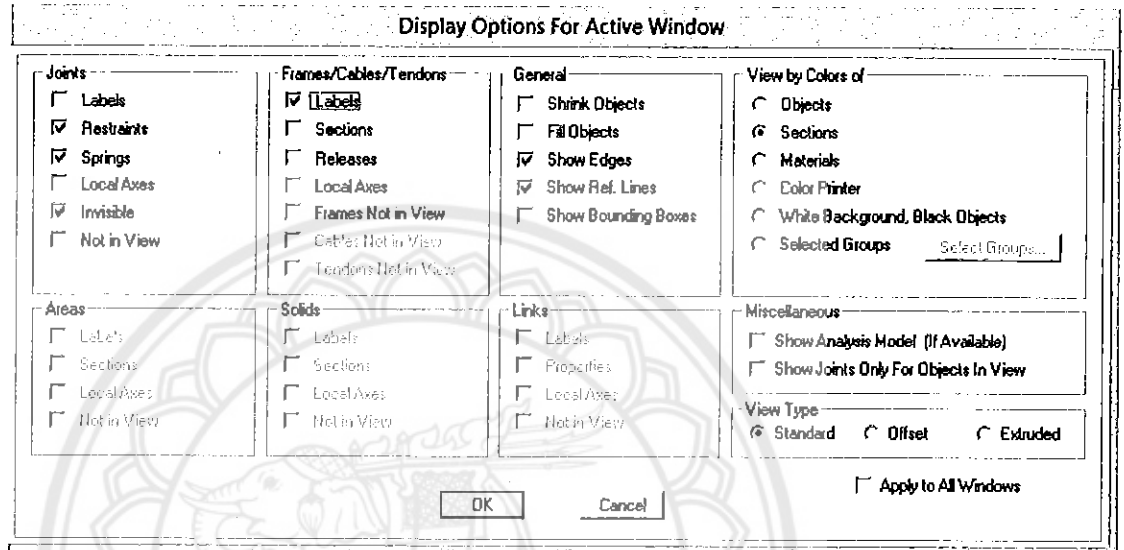 Display Options For Active Window
Joints
Labels
Restraints
Springs
Local Axes
Invisible
Not in View
Frames/Cables/Tendons
Labels
Sections
Releases
Local Axes
Frames Not in View
Cables Not in View
Tendons Not in View
General
Shrink Objects
Fill Objects
Show Edges
Show Ref. Lines
Show Bounding Boxes
View by Colors of
Objects
Sections
Materials
Color Printer
White Background, Black Objects
Selected Groups
Select Groups...
Areas
Labels
Sections
Local Axes
Not in View
Solids
Labels
Sections
Local Axes
Not in View
Links
Labels
Properties
Local Axes
Not in View
Miscellaneous
Show Analysis Model (If Available)
Show Joints Only For Objects In View
View Type
Standard Offset Extruded
Apply to All Windows
OK Cancel